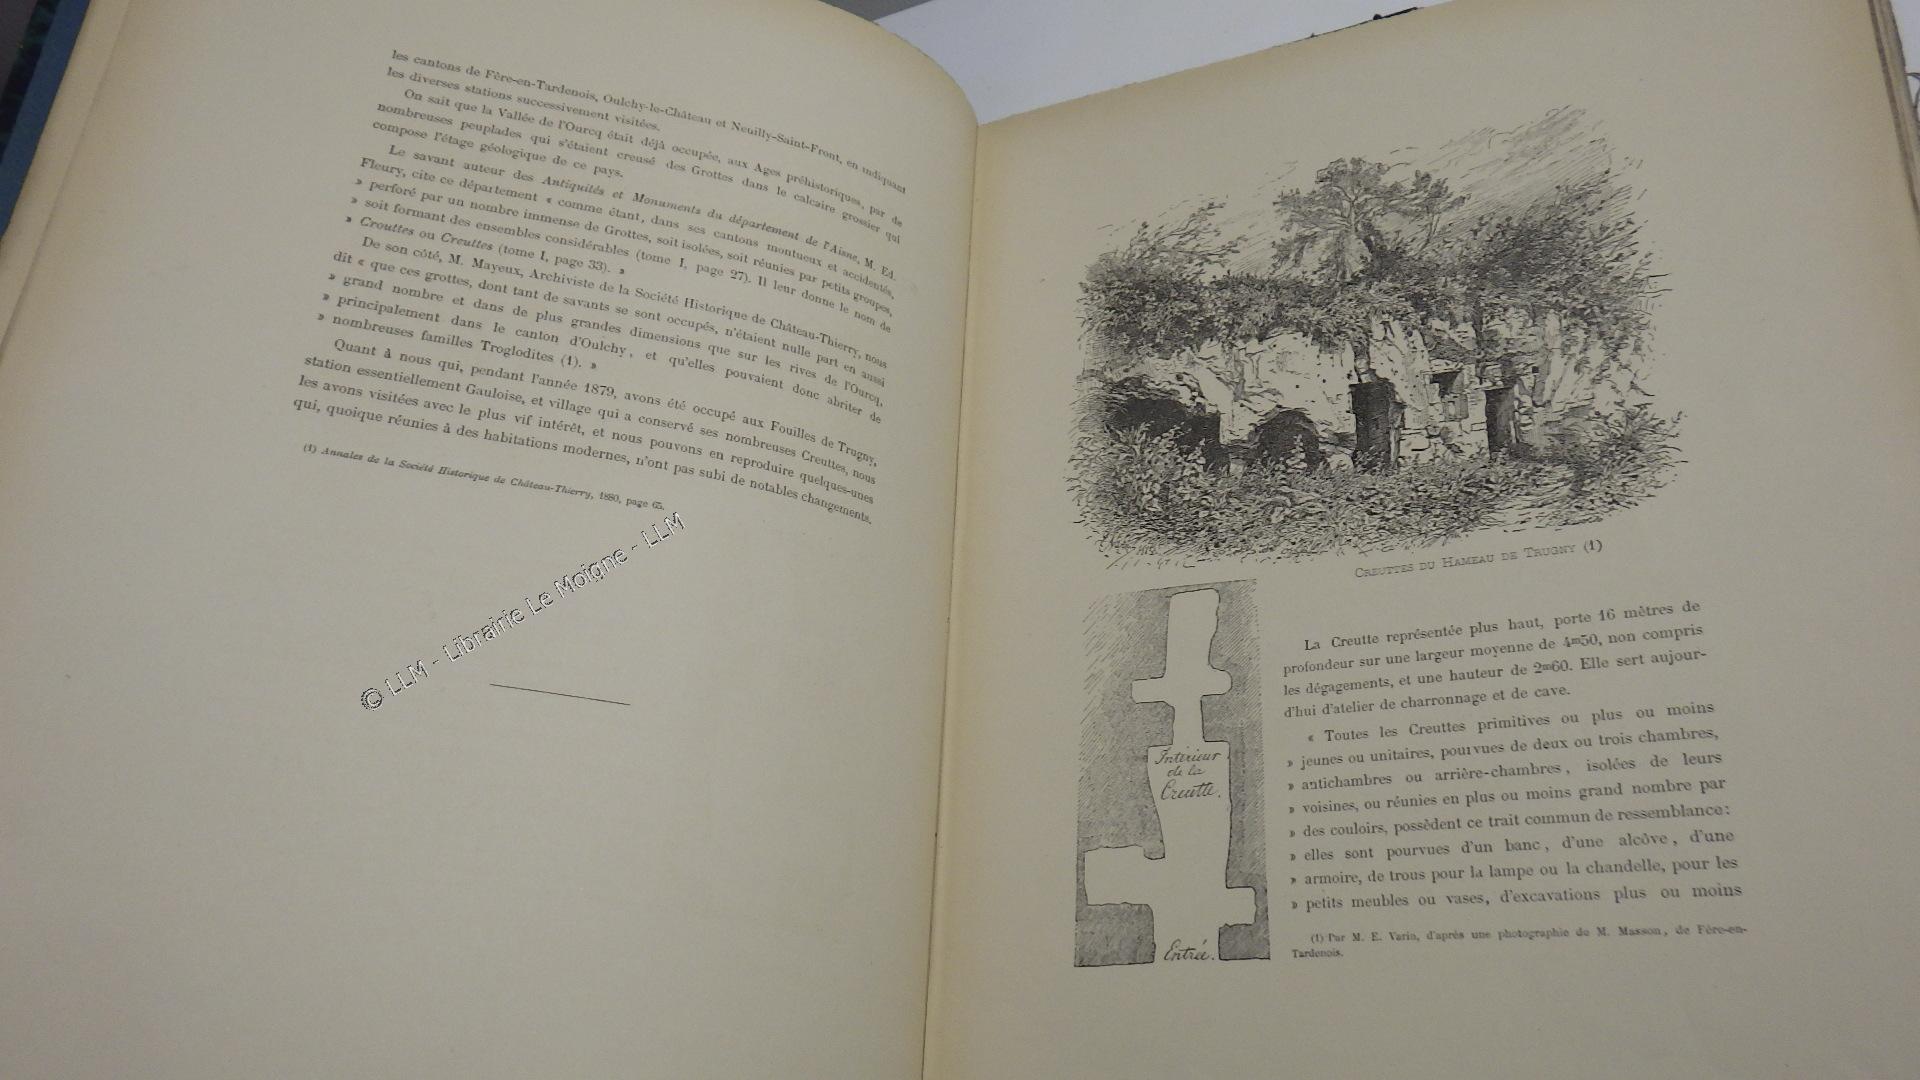 les cantons de Fère-en-Tardenois, Oulchy-le-Château et Neuilly-Saint-Front, en indiquant
les diverses stations successivement visitées.
On sait que la Vallée de l'Ourcq était déjà occupée, aux Ages préhistoriques, par de
nombreuses peuplades qui s'étaient creusé des Grottes dans le calcaire grossier qui
compose l'étage géologique de ce pays.
Le savant auteur des Antiquités et Monuments du département de l'Aisne, M. Ed.
Fleury, cite ce département « comme étant, dans ses cantons montueux et accidentés,
» perforé par un nombre immense de Grottes, soit isolées, soit réunies par petits groupes,
» soit formant des ensembles considérables (tome I, page 27). Il leur donne le nom de
» Crouttes ou Creuttes (tome I, page 33). »
De son côté, M. Mayeux, Archiviste de la Société Historique de Château-Thierry, nous
dit « que ces grottes, dont tant de savants se sont occupés, n'étaient nulle part en aussi
» grand nombre et dans de plus grandes dimensions que sur les rives de l'Ourcq,
» principalement dans le canton d'Oulchy, et qu'elles pouvaient donc abriter de
» nombreuses familles Troglodites (1). »
Quant à nous qui, pendant l'année 1879, avons été occupé aux Fouilles de Trugny,
station essentiellement Gauloise, et village qui a conservé ses nombreuses Creuttes, nous
les avons visitées avec le plus vif intérêt, et nous pouvons en reproduire quelques-unes
qui, quoique réunies à des habitations modernes, n'ont pas subi de notables changements.
(1) Annales de la Société Historique de Château-Thierry, 1880, page 65.
© LLM - Librairie Le Moigne - LLM
CREUTTES DU HAMEAU DE TRUGNY (1)
Intérieur
de la
Creutte.
Entrée.
La Creutte représentée plus haut, porte 16 mètres de
profondeur sur une largeur moyenne de 4m50, non compris
les dégagements, et une hauteur de 2m60. Elle sert aujour-
d'hui d'atelier de charronnage et de cave.
« Toutes les Creuttes primitives ou plus ou moins
» jeunes ou unitaires, pourvues de deux ou trois chambres,
» antichambres ou arrière-chambres, isolées de leurs
» voisines, ou réunies en plus ou moins grand nombre par
» des couloirs, possèdent ce trait commun de ressemblance:
» elles sont pourvues d'un banc, d'une alcôve, d'une
» armoire, de trous pour la lampe ou la chandelle, pour les
» petits meubles ou vases, d'excavations plus ou moins
(1) Par M. E. Varin, d'après une photographie de M. Masson, de Fère-en-
Tardenois.